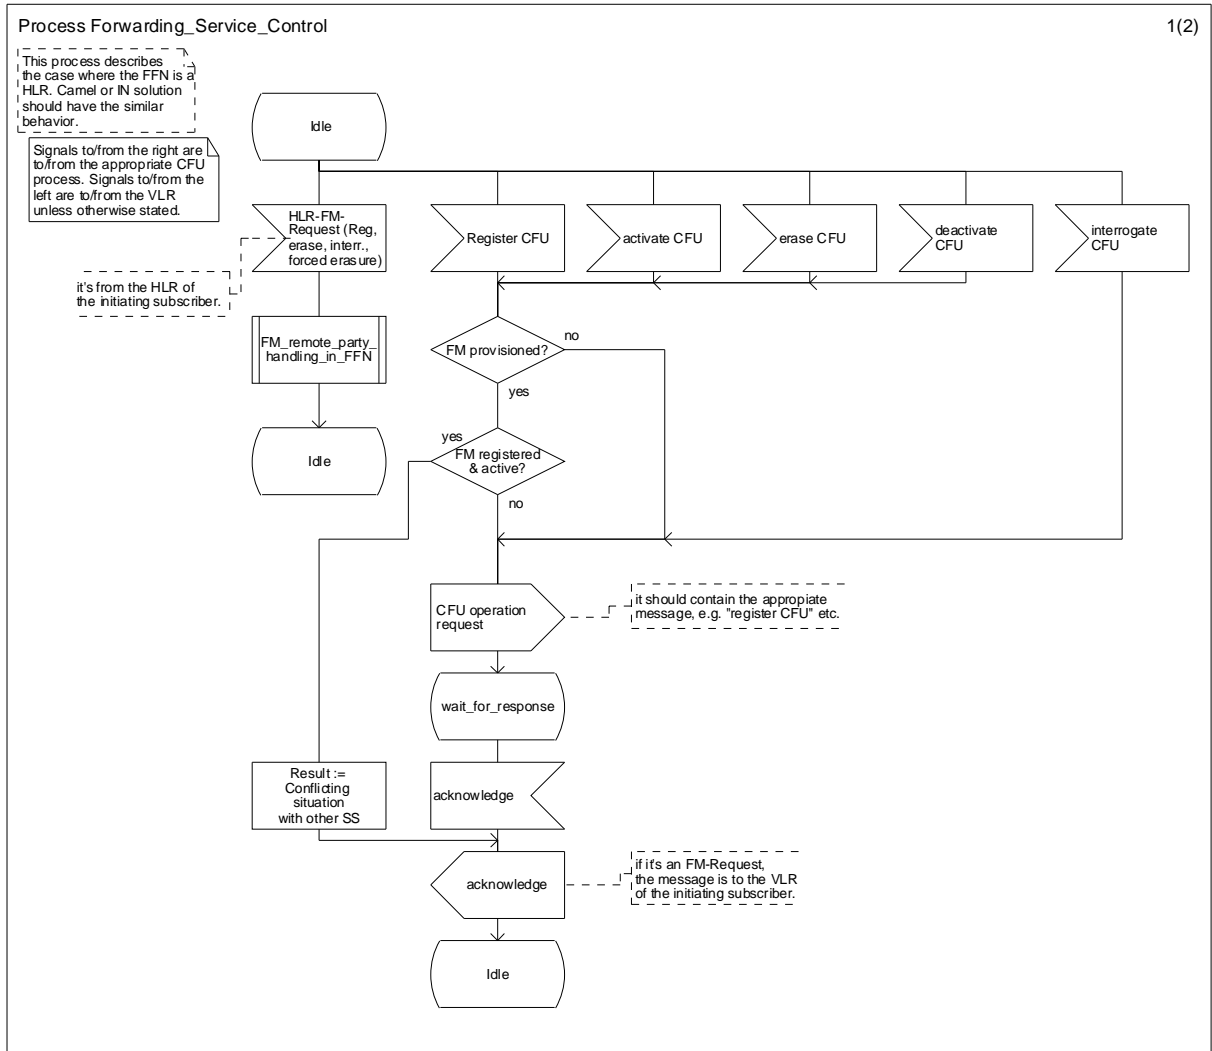 Process Forwarding_Service_Control
1(2)
This process describes
the case where the FFN is a
HLR. Camel or IN solution
should have the similar
behavior.
Signals to/from the right are
to/from the appropriate CFU
process. Signals to/from the
left are to/from the VLR
unless otherwise stated.
Idle
HLR-FM-
Request (Reg,
erase, interr.,
forced erasure)
Register CFU
activate CFU
erase CFU
deactivate
CFU
interrogate
CFU
it's from the HLR of
the initiating subscriber.
FM_remote_party_
handling_in_FFN
FM provisioned?
no
yes
Idle
yes
FM registered
& active?
no
CFU operation
request
it should contain the appropiate
message, e.g. "register CFU" etc.
wait_for_response
Result :=
Conflicting
situation
with other SS
acknowledge
acknowledge
if it's an FM-Request,
the message is to the VLR
of the initiating subscriber.
Idle